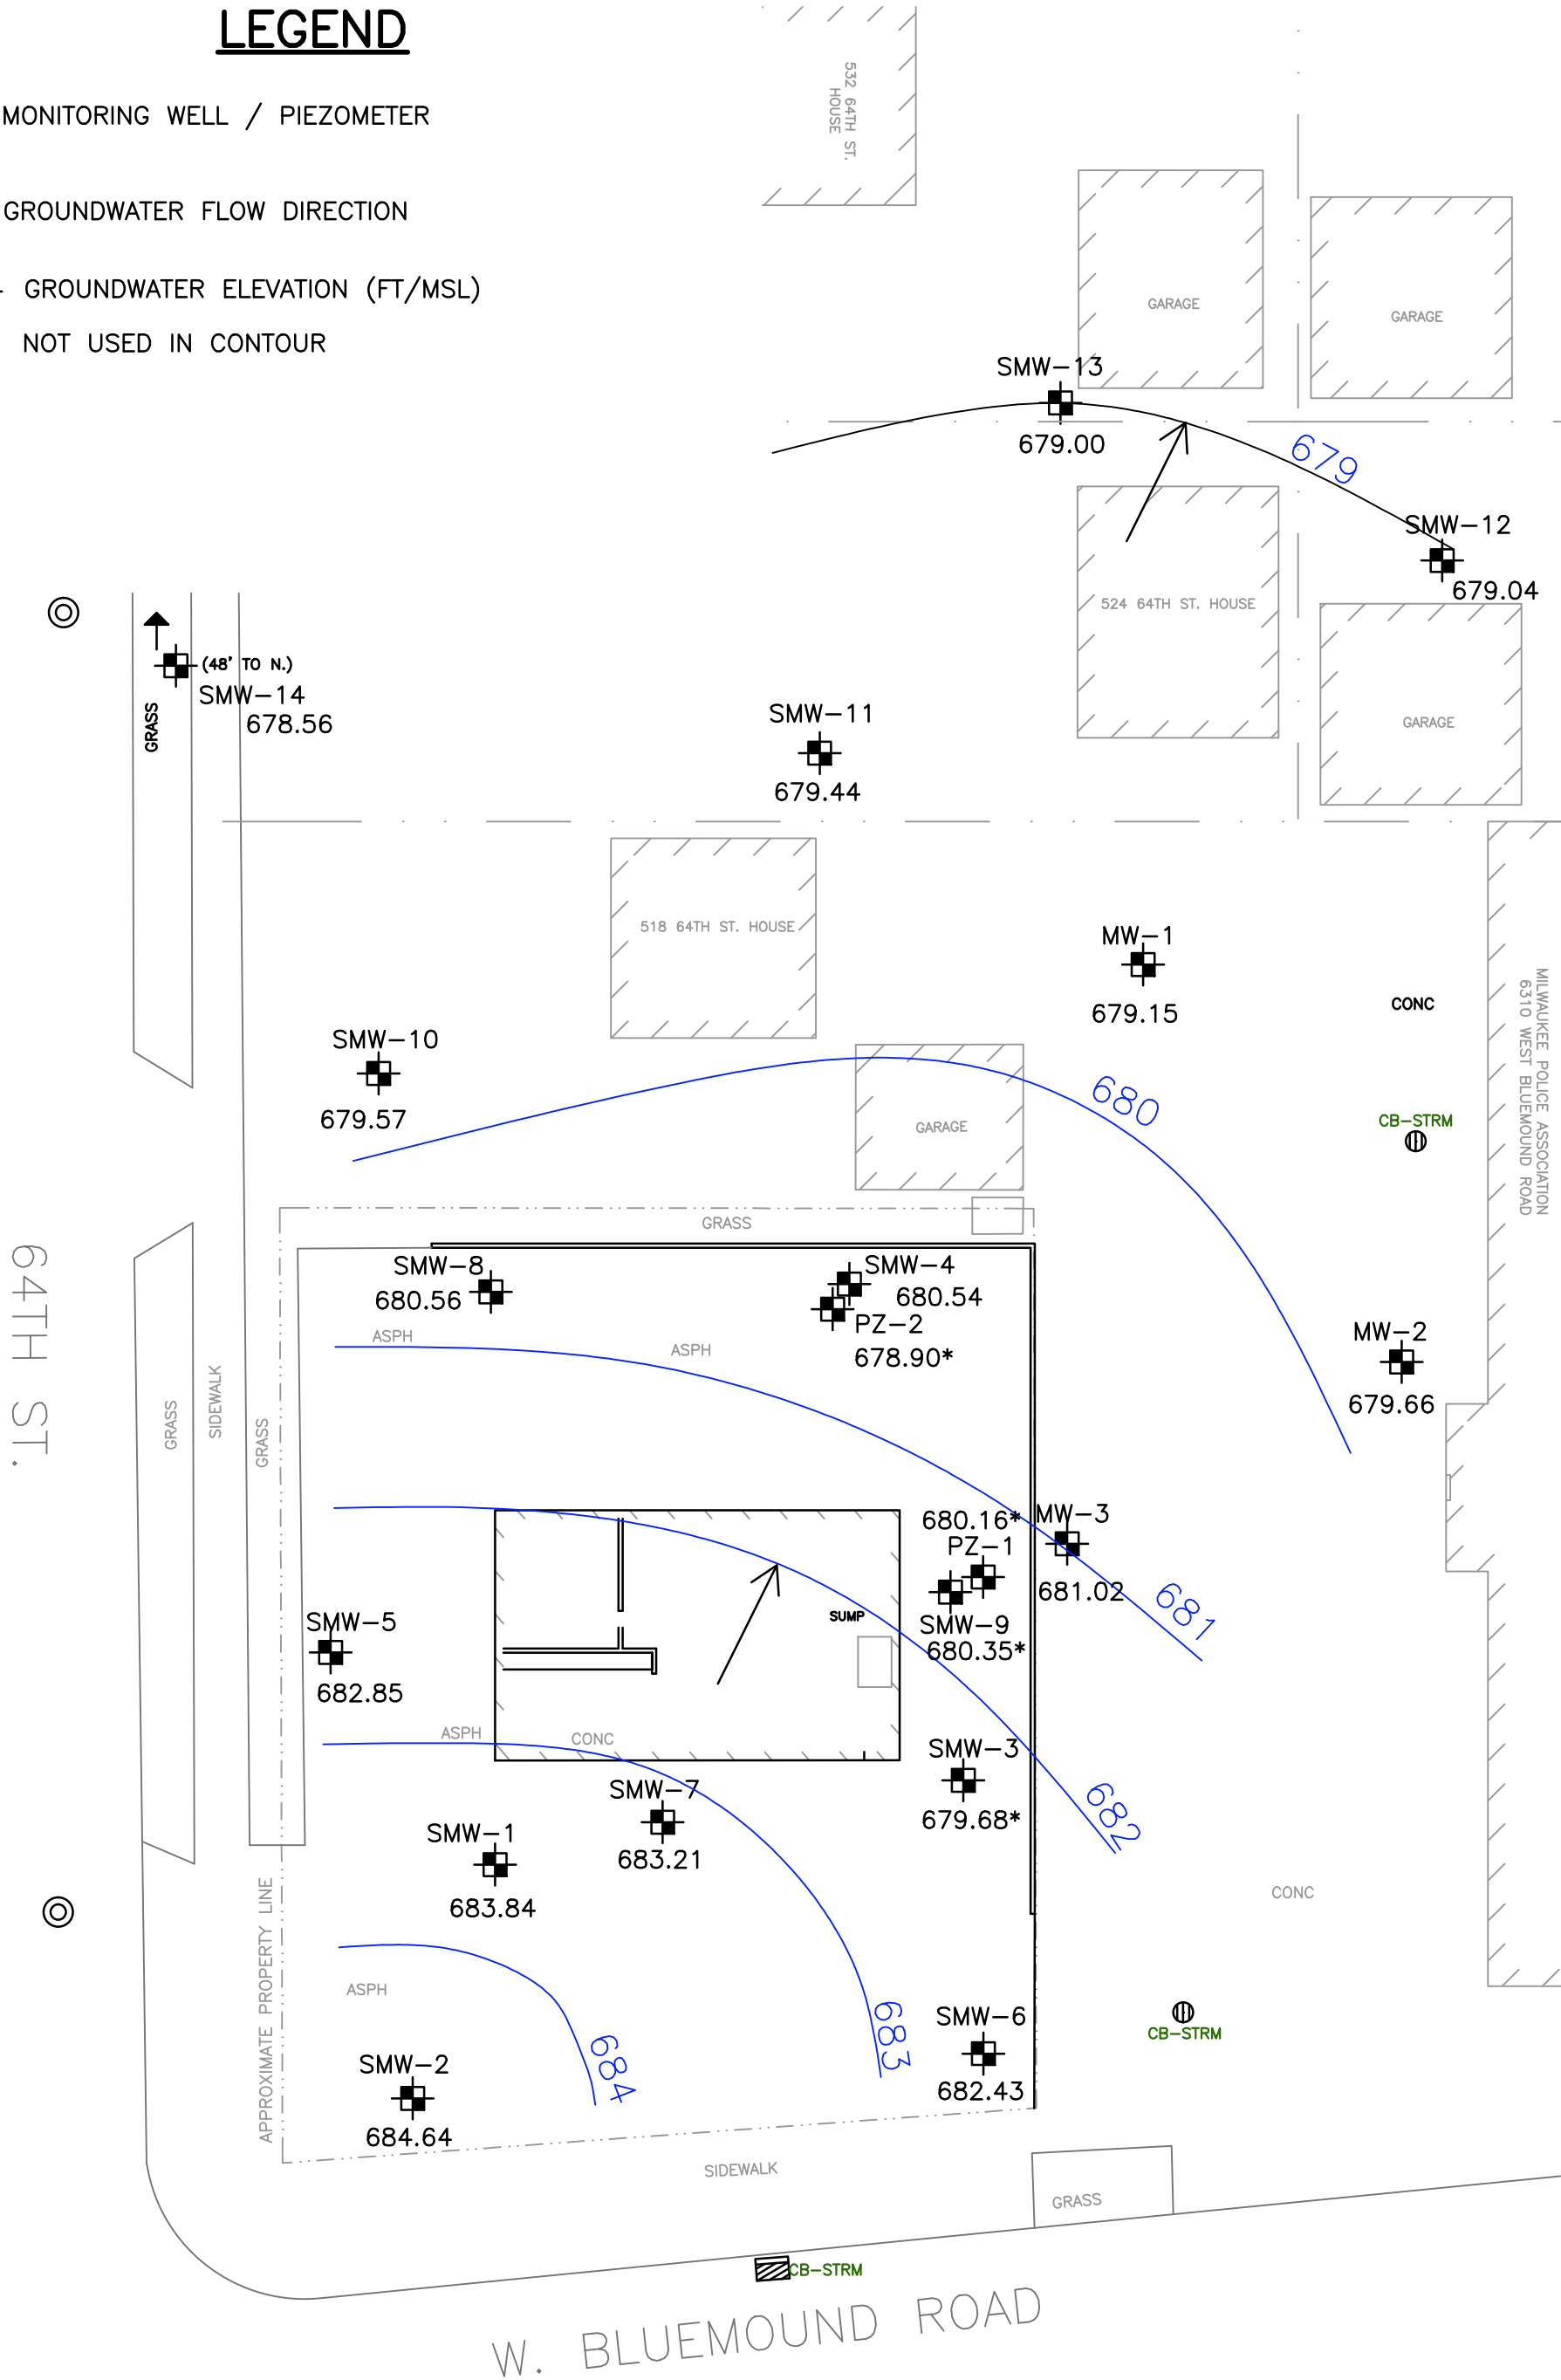 LEGEND
MONITORING WELL / PIEZOMETER
GROUNDWATER FLOW DIRECTION
GROUNDWATER ELEVATION (FT/MSL)
NOT USED IN CONTOUR
532 64TH ST.
HOUSE
GARAGE
GARAGE
SMW-13
679.00
679
SMW-12
679.04
524 64TH ST. HOUSE
(48' TO N.)
SMW-14
678.56
GRASS
SMW-11
679.44
GARAGE
518 64TH ST. HOUSE
MW-1
679.15
CONC
MILWAUKEE POLICE ASSOCIATION
6310 WEST BLUEMOUND ROAD
SMW-10
679.57
680
CB-STRM
GARAGE
GRASS
SMW-8
680.56
SMW-4
680.54
PZ-2
678.90*
ASPH
ASPH
MW-2
679.66
64TH ST.
GRASS
SIDEWALK
GRASS
680.16*
PZ-1
MW-3
681.02
681
SUMP
SMW-9
680.35*
SMW-5
682.85
ASPH
CONC
SMW-3
679.68*
SMW-7
683.21
682
SMW-1
683.84
CONC
APPROXIMATE PROPERTY LINE
ASPH
683
SMW-6
682.43
CB-STRM
684
SMW-2
684.64
SIDEWALK
GRASS
CB-STRM
W. BLUEMOUND ROAD